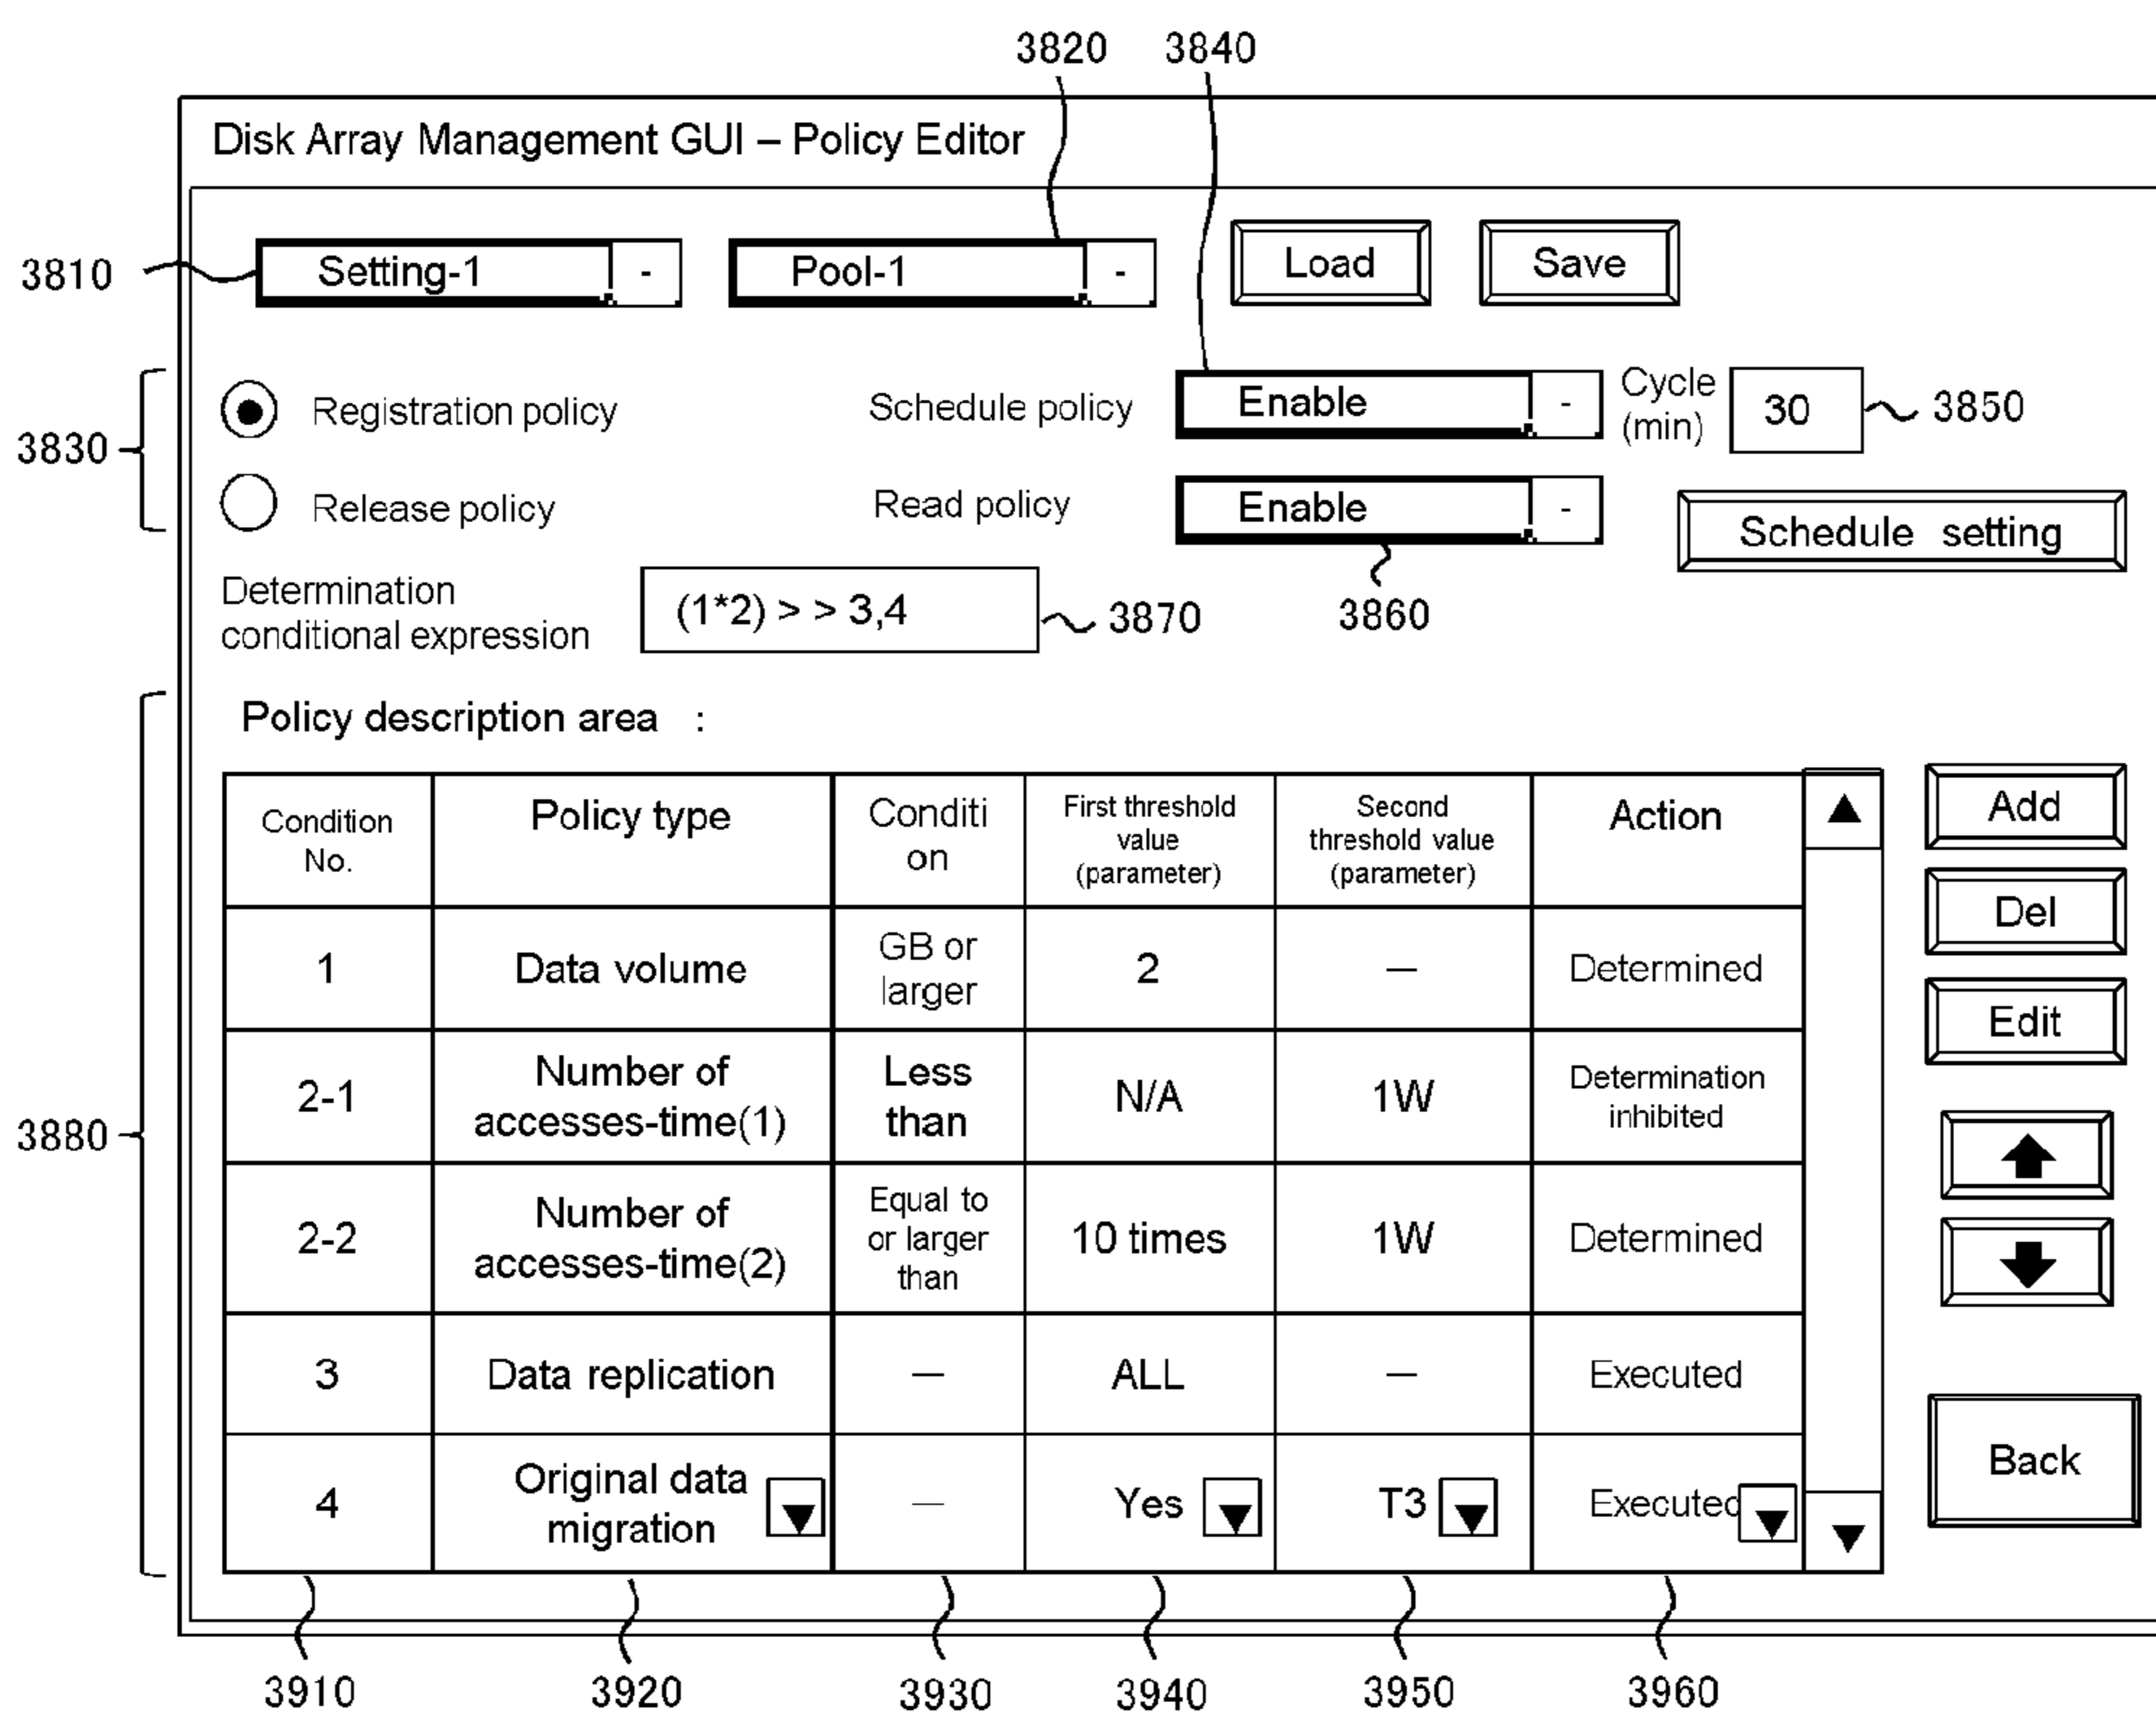 3820 3840
Disk Array Management GUI – Policy Editor
3810 Setting-1 - Pool-1 - Load Save
3830
Registration policy Schedule policy Enable - Cycle (min) 30 3850
Release policy Read policy Enable - Schedule setting
3860
Determination
conditional expression (1*2) > > 3,4 3870
3880
Policy description area :
Condition No. Policy type Conditi on First threshold value (parameter) Second threshold value (parameter) Action ▲ Add
Del
1 Data volume GB or larger 2 — Determined
Edit
2-1 Number of accesses-time(1) Less than N/A 1W Determination inhibited
2-2 Number of accesses-time(2) Equal to or larger than 10 times 1W Determined
3 Data replication — ALL — Executed
4 Original data migration ▼ — Yes ▼ T3 ▼ Executed ▼ ▼ Back
3910 3920 3930 3940 3950 3960